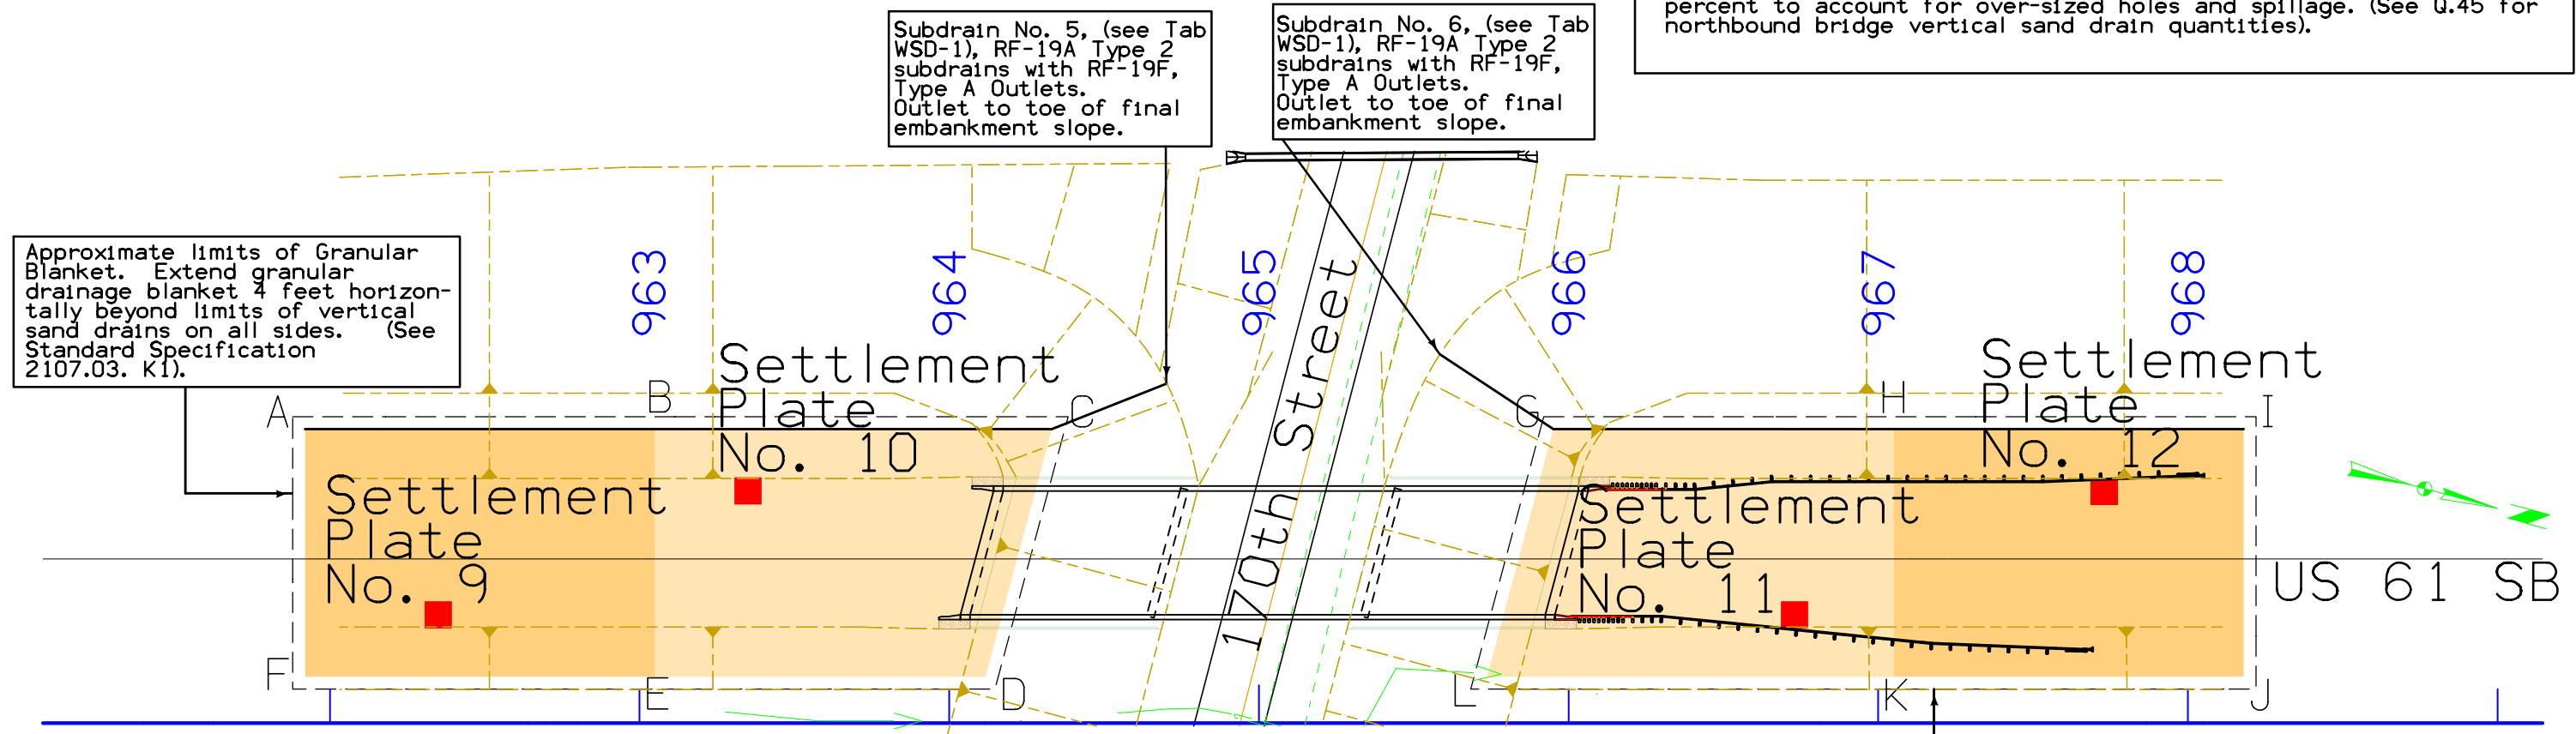 percent to account for over-sized holes and spillage. (See Q.45 for
northbound bridge vertical sand drain quantities).
Subdrain No. 5, (see Tab
WSD-1), RF-19A Type 2
subdrains with RF-19F,
Type A Outlets.
Outlet to toe of final
embankment slope.
Subdrain No. 6, (see Tab
WSD-1), RF-19A Type 2
subdrains with RF-19F,
Type A Outlets.
Outlet to toe of final
embankment slope.
Approximate limits of Granular
Blanket. Extend granular
drainage blanket 4 feet horizon-
tally beyond limits of vertical
sand drains on all sides. (See
Standard Specification
2107.03. K1).
963
964
965
966
967
968
170th Street
Settlement
Plate
No. 10
Settlement
Plate
No. 12
Settlement
Plate
No. 9
Settlement
Plate
No. 11
A
B
C
G
H
I
F
E
D
L
K
J
US 61 SB